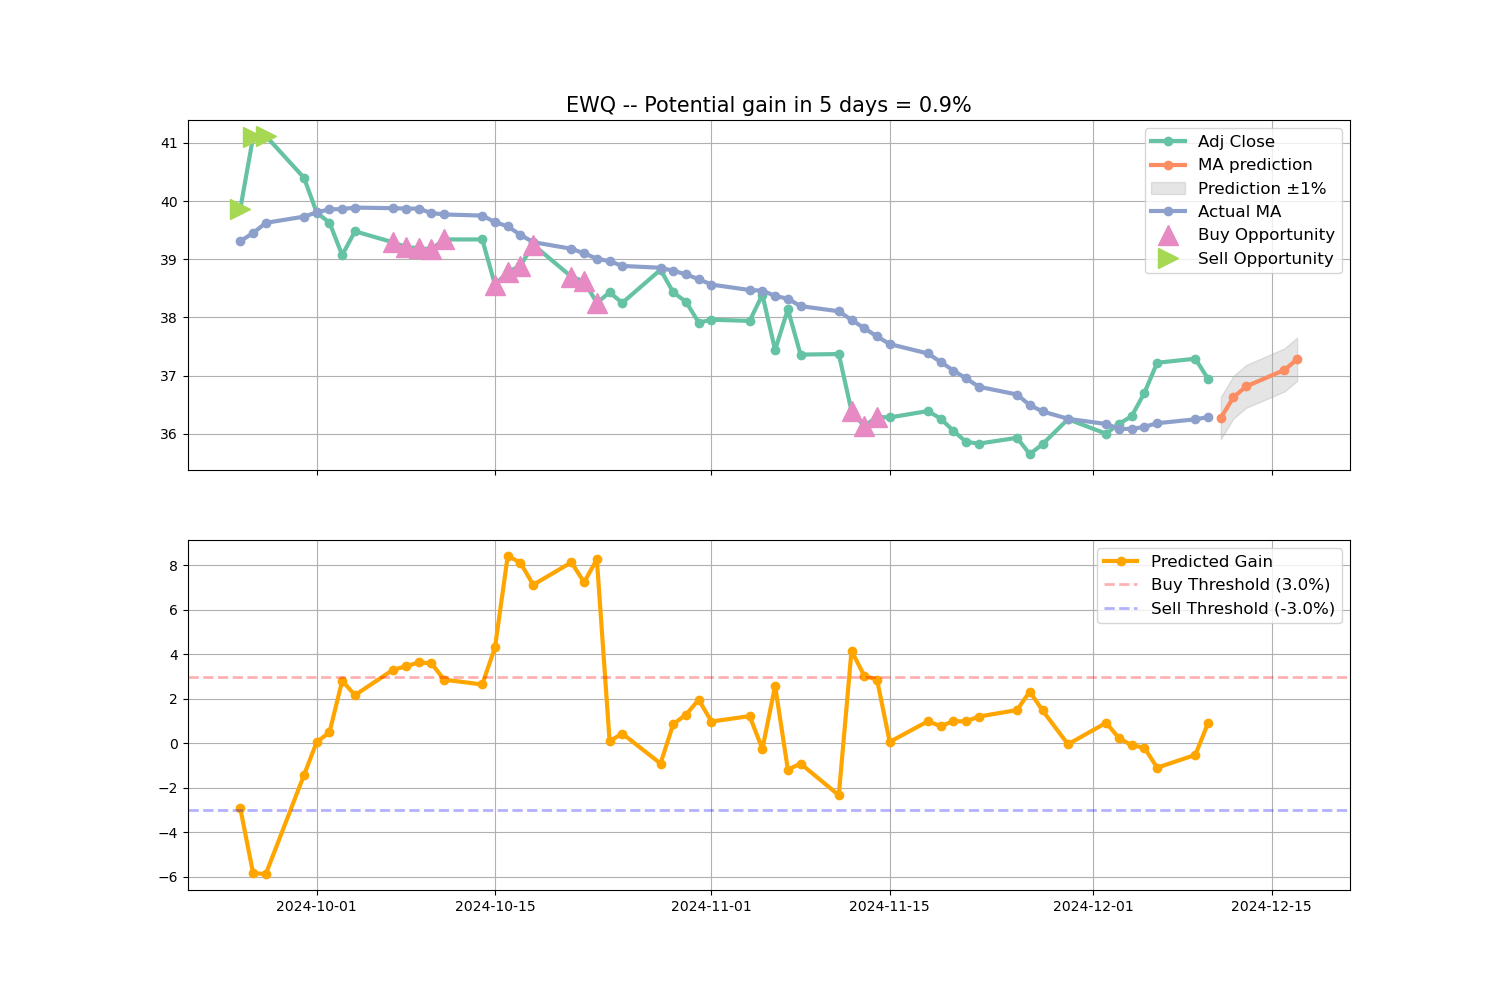 EWQ -- Potential gain in 5 days = 0.9%
41
40
39
38
37
36
Adj Close
MA prediction
Prediction ±1%
Actual MA
Buy Opportunity
Sell Opportunity
8
6
4
2
0
−2
−4
−6
Predicted Gain
Buy Threshold (3.0%)
Sell Threshold (-3.0%)
2024-10-01 2024-10-15 2024-11-01 2024-11-15 2024-12-01 2024-12-15